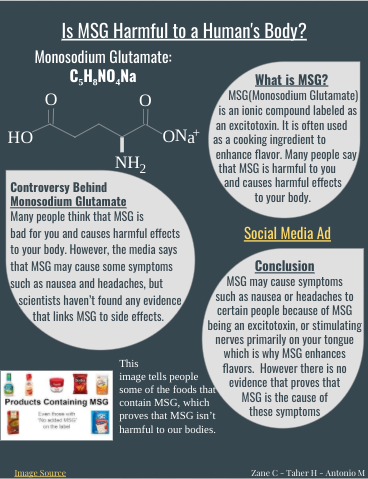 Is MSG Harmful to a Human's Body?
Monosodium Glutamate:
C5H8NO4Na
O
O
HO
ONa+
NH2
What is MSG?
MSG(Monosodium Glutamate)
is an ionic compound labeled as
an excitotoxin. It is often used
as a cooking ingredient to
enhance flavor. Many people say
that MSG is harmful to you
and causes harmful effects
to your body.
Controversy Behind
Monosodium Glutamate
Many people think that MSG is
bad for you and causes harmful effects
to your body. However, the media says
that MSG may cause some symptoms
such as nausea and headaches, but
scientists haven't found any evidence
that links MSG to side effects.
Social Media Ad
Conclusion
MSG may cause symptoms
such as nausea or headaches to
certain people because of MSG
being an excitotoxin, or stimulating
nerves primarily on your tongue
which is why MSG enhances
flavors. However there is no
evidence that proves that
MSG is the cause of
these symptoms
Products Containing MSG
Even those with
"No added MSG"
on the label
This
image tells people
some of the foods that
contain MSG, which
proves that MSG isn't
harmful to our bodies.
Image Source
Zane C - Taher H - Antonio M